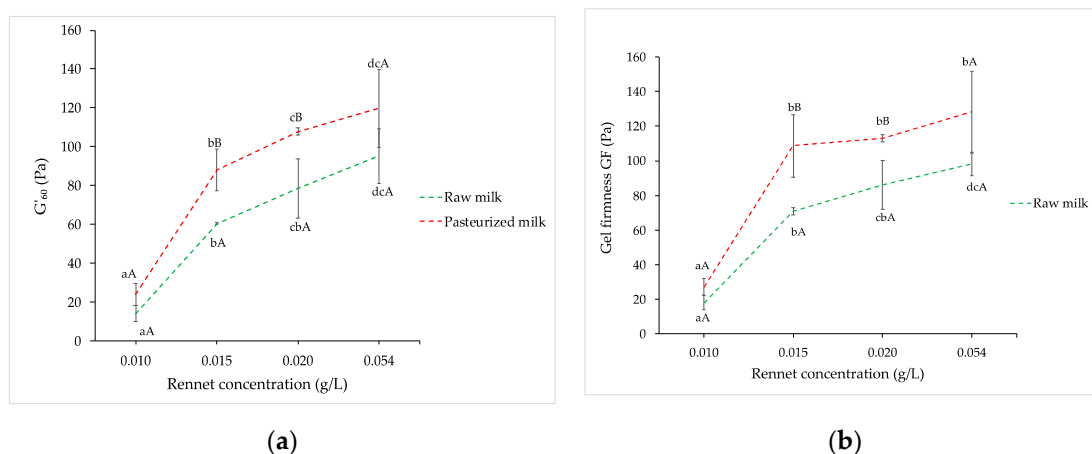 160
140
120
100
80
60
40
20
0
G'₆₀ (Pa)
dcA
cB
bB
aA
dcA
cbA
bA
aA
0.010 0.015 0.020 0.054
Rennet concentration (g/L)
Raw milk
Pasteurized milk
(a)
160
140
120
100
80
60
40
20
0
Gel firmness GF (Pa)
bA
bB bB
aA
dcA
cbA
bA
aA
0.010 0.015 0.020 0.054
Rennet concentration (g/L)
Raw milk
(b)